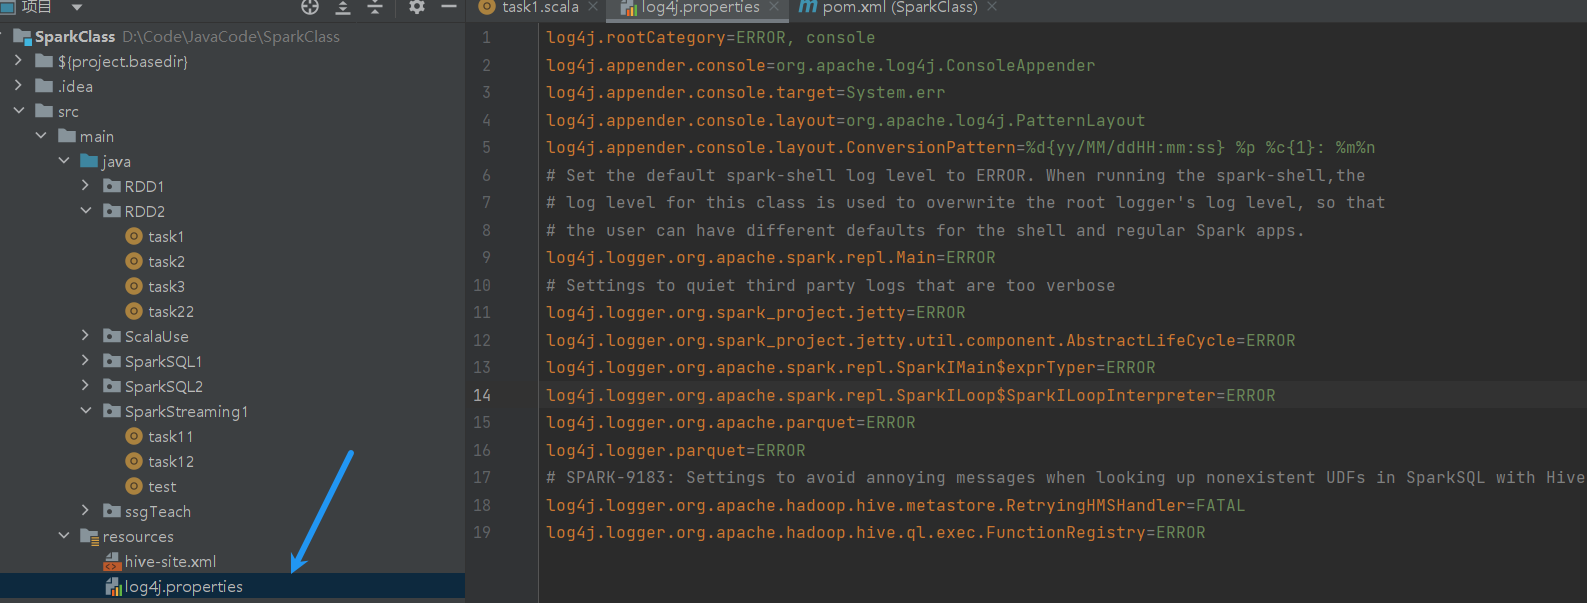 项目
SparkClass D:\Code\JavaCode\SparkClass
${project.basedir}
.idea
src
main
java
RDD1
RDD2
task1
task2
task3
task22
ScalaUse
SparkSQL1
SparkSQL2
SparkStreaming1
task11
task12
test
ssgTeach
resources
hive-site.xml
log4j.properties
task1.scala
log4j.properties
pom.xml (SparkClass)
1 log4j.rootCategory=ERROR, console
2 log4j.appender.console=org.apache.log4j.ConsoleAppender
3 log4j.appender.console.target=System.err
4 log4j.appender.console.layout=org.apache.log4j.PatternLayout
5 log4j.appender.console.layout.ConversionPattern=%d{yy/MM/ddHH:mm:ss} %p %c{1}: %m%n
6 # Set the default spark-shell log level to ERROR. When running the spark-shell,the
7 # log level for this class is used to overwrite the root logger's log level, so that
8 # the user can have different defaults for the shell and regular Spark apps.
9 log4j.logger.org.apache.spark.repl.Main=ERROR
10 # Settings to quiet third party logs that are too verbose
11 log4j.logger.org.spark_project.jetty=ERROR
12 log4j.logger.org.spark_project.jetty.util.component.AbstractLifeCycle=ERROR
13 log4j.logger.org.apache.spark.repl.SparkIMain$exprTyper=ERROR
14 log4j.logger.org.apache.spark.repl.SparkILoop$SparkILoopInterpreter=ERROR
15 log4j.logger.org.apache.parquet=ERROR
16 log4j.logger.parquet=ERROR
17 # SPARK-9183: Settings to avoid annoying messages when looking up nonexistent UDFs in SparkSQL with Hive
18 log4j.logger.org.apache.hadoop.hive.metastore.RetryingHMSHandler=FATAL
19 log4j.logger.org.apache.hadoop.hive.ql.exec.FunctionRegistry=ERROR